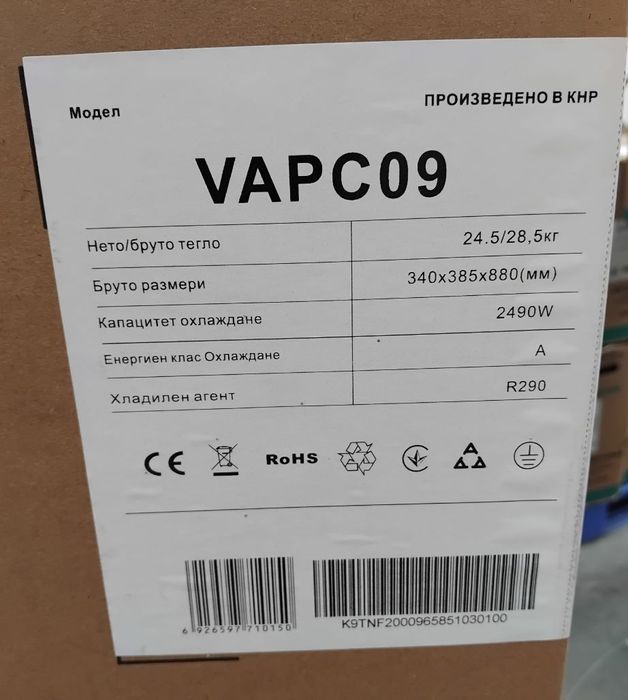 Модел
ПРОИЗВЕДЕНО В КНР
VAPC09
Нето/бруто тегло 24.5/28,5кг
Бруто размери 340x385x880(мм)
Капацитет охлаждане 2490W
Енергиен клас Охлаждане A
Хладилен агент R290
CE RoHS
6 926597 710150
K9TNF2000965851030100